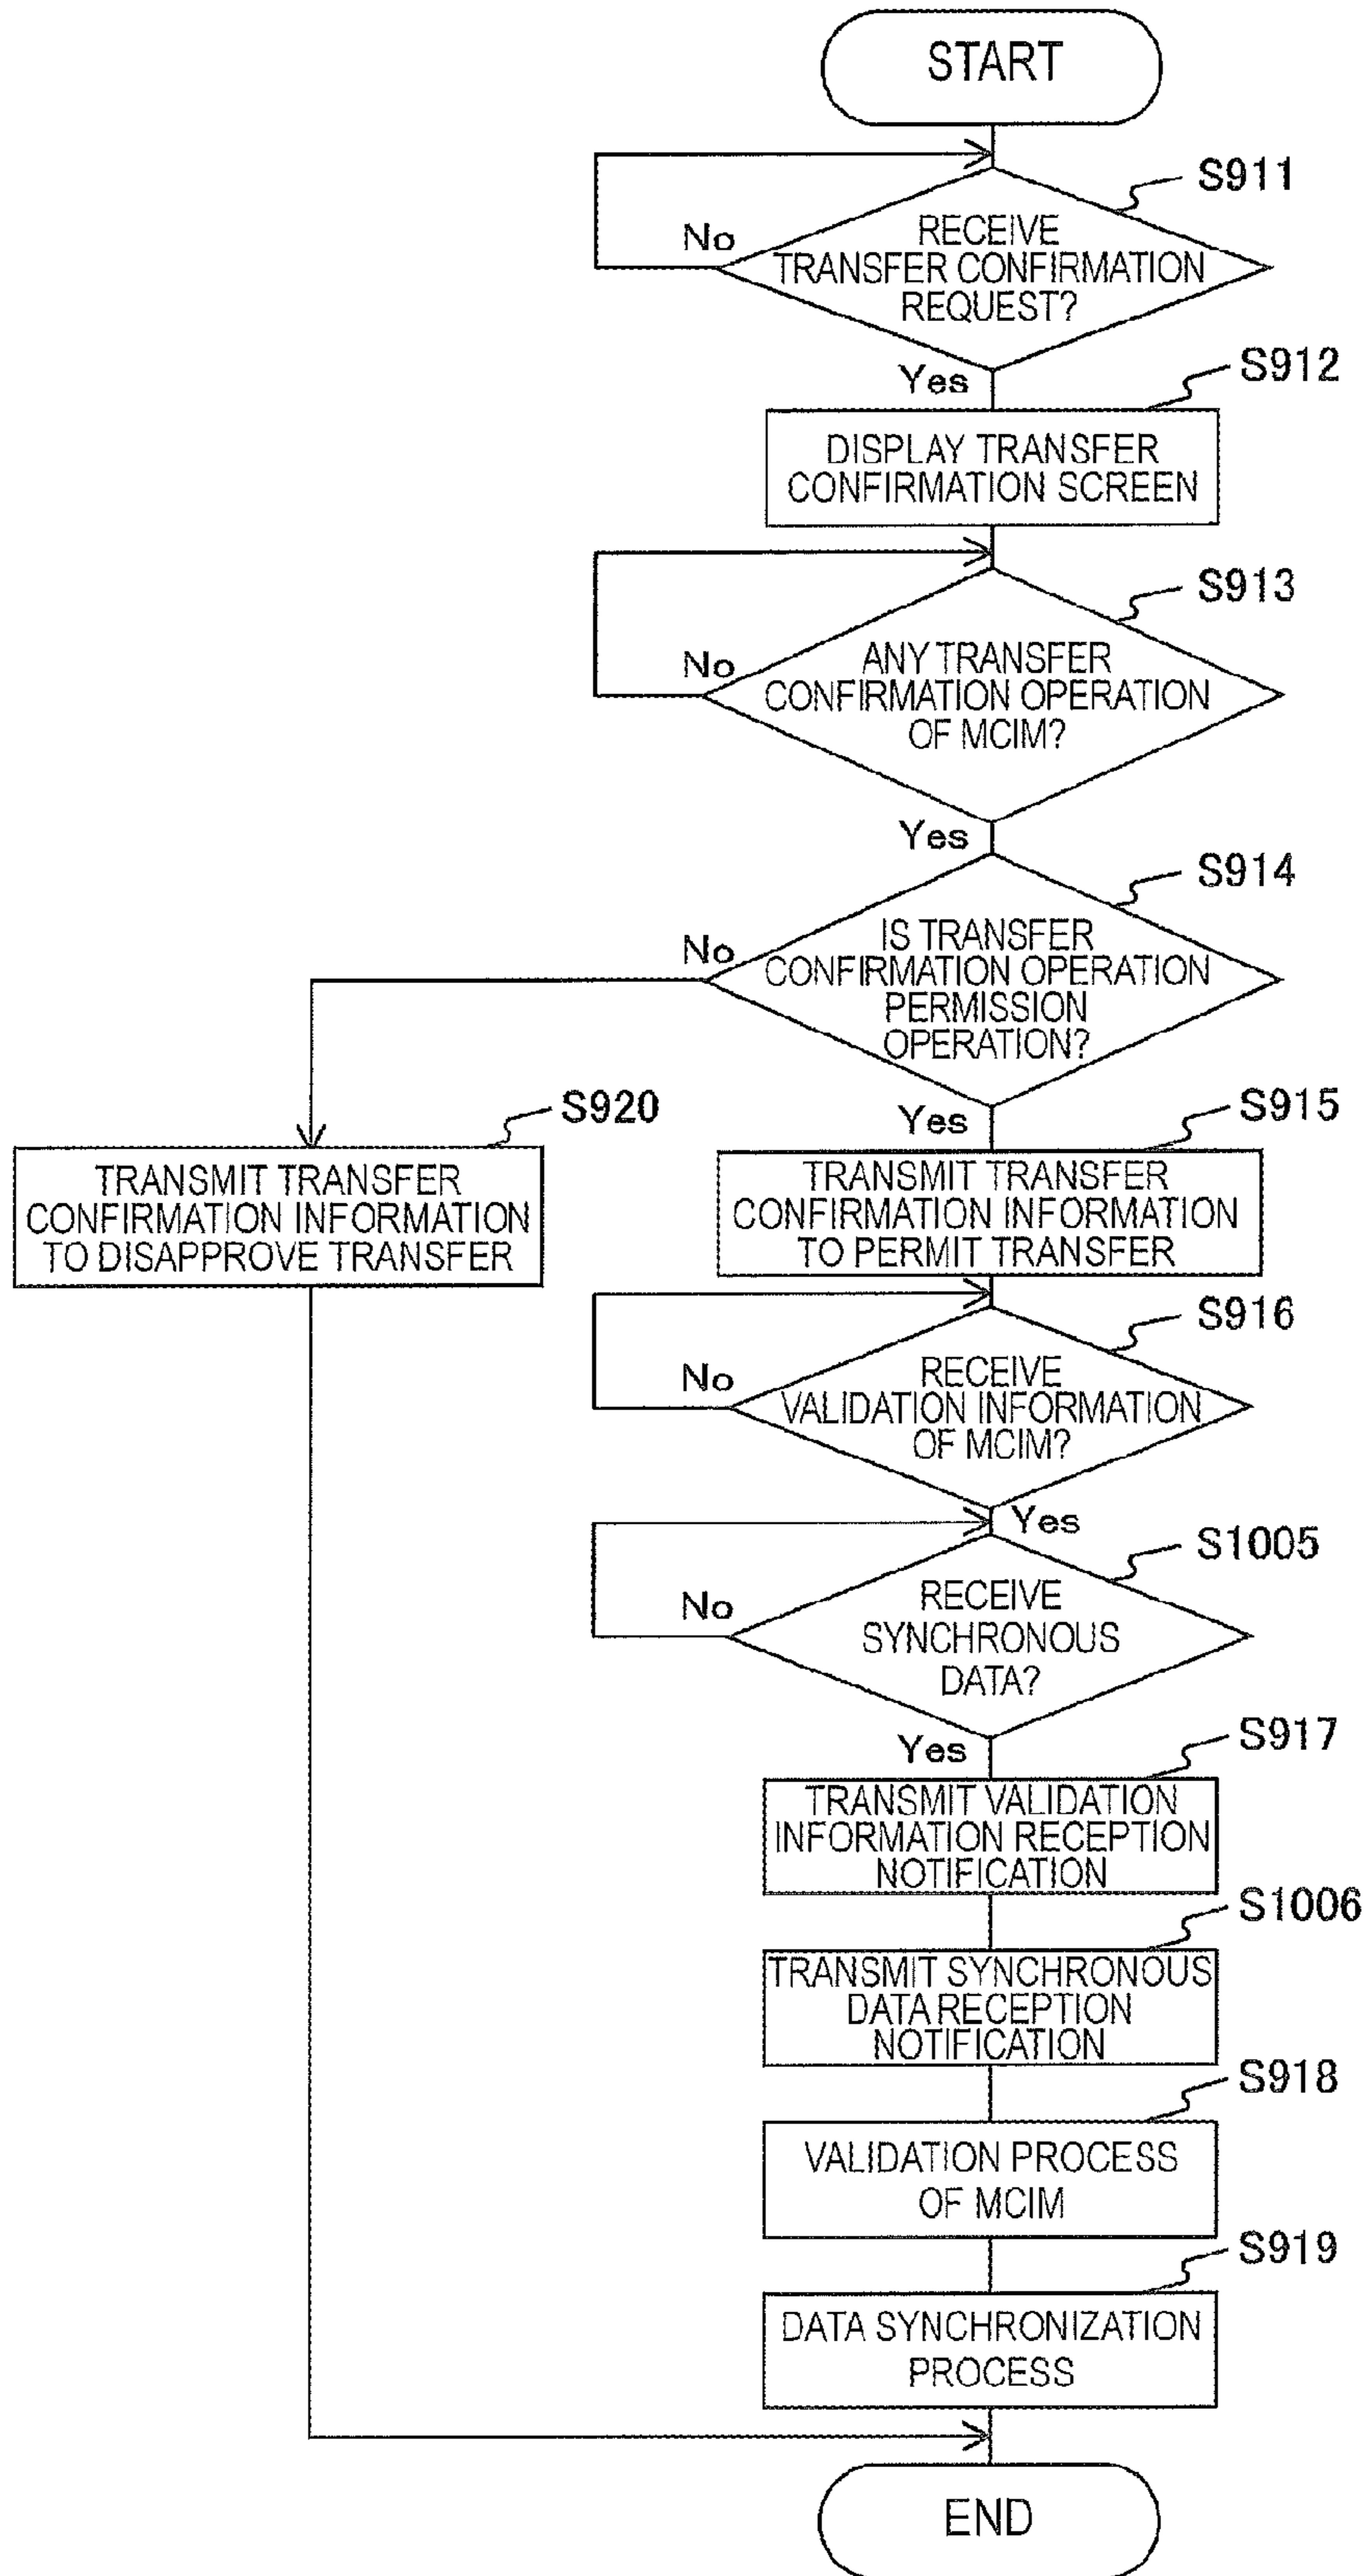 START
S911
No
RECEIVE
TRANSFER CONFIRMATION
REQUEST?
Yes
S912
DISPLAY TRANSFER
CONFIRMATION SCREEN
S913
No
ANY TRANSFER
CONFIRMATION OPERATION
OF MCIM?
Yes
S914
No
IS TRANSFER
CONFIRMATION OPERATION
PERMISSION
OPERATION?
Yes
S920
TRANSMIT TRANSFER
CONFIRMATION INFORMATION
TO DISAPPROVE TRANSFER
S915
TRANSMIT TRANSFER
CONFIRMATION INFORMATION
TO PERMIT TRANSFER
S916
No
RECEIVE
VALIDATION INFORMATION
OF MCIM?
Yes
S1005
No
RECEIVE
SYNCHRONOUS
DATA?
Yes
S917
TRANSMIT VALIDATION
INFORMATION RECEPTION
NOTIFICATION
S1006
TRANSMIT SYNCHRONOUS
DATA RECEPTION
NOTIFICATION
S918
VALIDATION PROCESS
OF MCIM
S919
DATA SYNCHRONIZATION
PROCESS
END